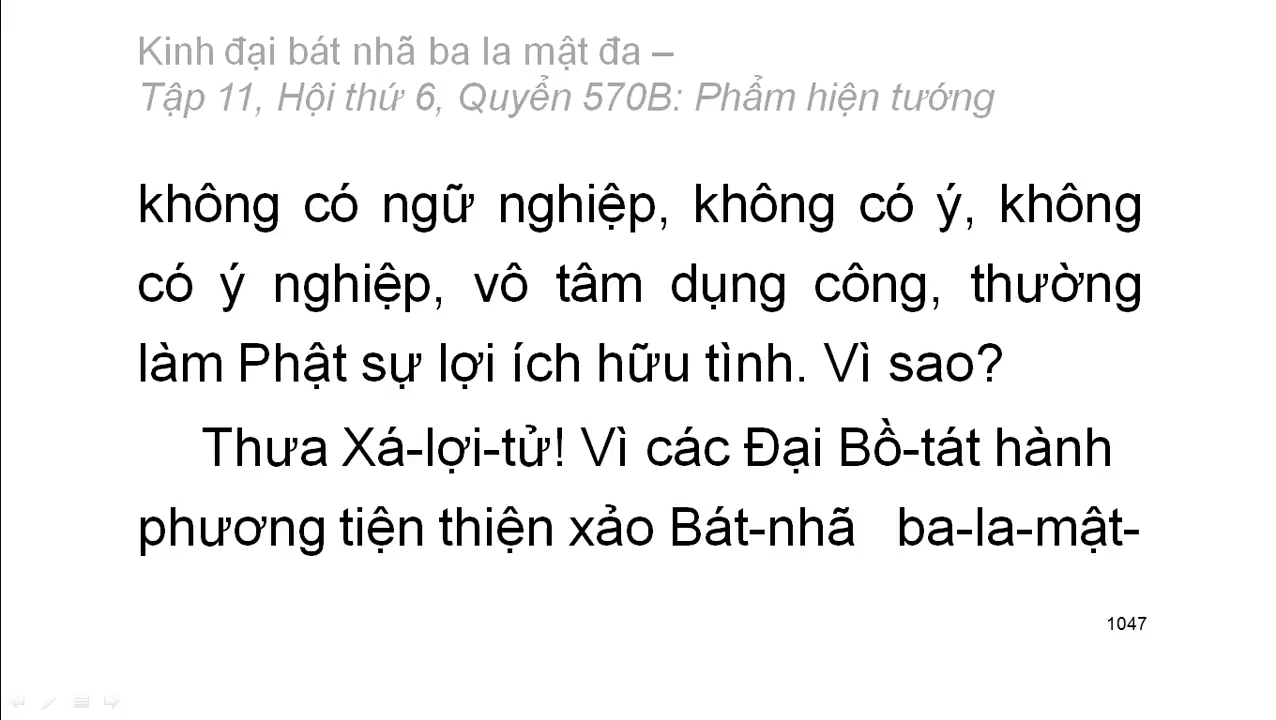 Kinh đại bát nhã ba la mật đa –
Tập 11, Hội thứ 6, Quyển 570B: Phẩm hiện tướng
không có ngữ nghiệp, không có ý, không
có ý nghiệp, vô tâm dụng công, thường
làm Phật sự lợi ích hữu tình. Vì sao?
Thưa Xá-lợi-tử! Vì các Đại Bồ-tát hành
phương tiện thiện xảo Bát-nhã ba-la-mật-
1047